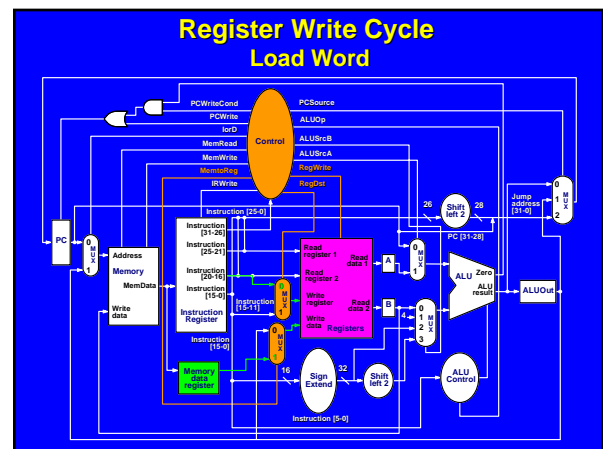 Register Write Cycle
Load Word
PCWriteCond
PCSource
PCWrite
ALUOp
IorD
ALUSrcB
MemRead
ALUSrcA
MemWrite
RegWrite
MemtoReg
RegDst
IRWrite
Control
Instruction [25-0]
26
Shift
left 2
28
Jump
address
[31-0]
0
1
2
M
U
X
PC [31-28]
PC
0
1
M
U
X
Address
Memory
MemData
Write
data
Instruction
[31-26]
Instruction
[25-21]
Instruction
[20-16]
Instruction
[15-0]
Instruction
Register
Instruction
[15-11]
Instruction
[15-0]
0
1
M
U
X
0
1
M
U
X
Read
register 1
Read
data 1
Read
register 2
Write
register
Read
data 2
Write
data
Registers
A
B
0
1
M
U
X
4
0
1
2
3
M
U
X
ALU
Zero
ALU
result
ALUOut
Memory
data
register
16
Sign
Extend
32
Shift
left 2
ALU
Control
Instruction [5-0]